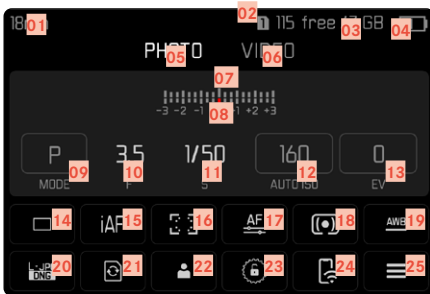 01 02 115 free 03 GB 04
PHOTO VIDEO
05 06
07
08
-3 -2 -1 +1 +2 +3
P 3.5 1/50 160 0
09 10 11 12 13
MODE F S AUTO ISO EV
14 iAF 15 16 AF 17 18 AWB 19
L-JPG DNG 20 21 22 23 24 25